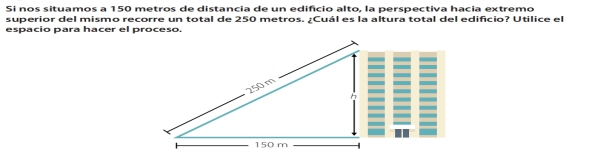 Si nos situamos a 150 metros de distancia de un edificio alto, la perspectiva hacia extremo
superior del mismo recorre un total de 250 metros. ¿Cuál es la altura total del edificio? Utilice el
espacio para hacer el proceso.
250 m
h
150 m